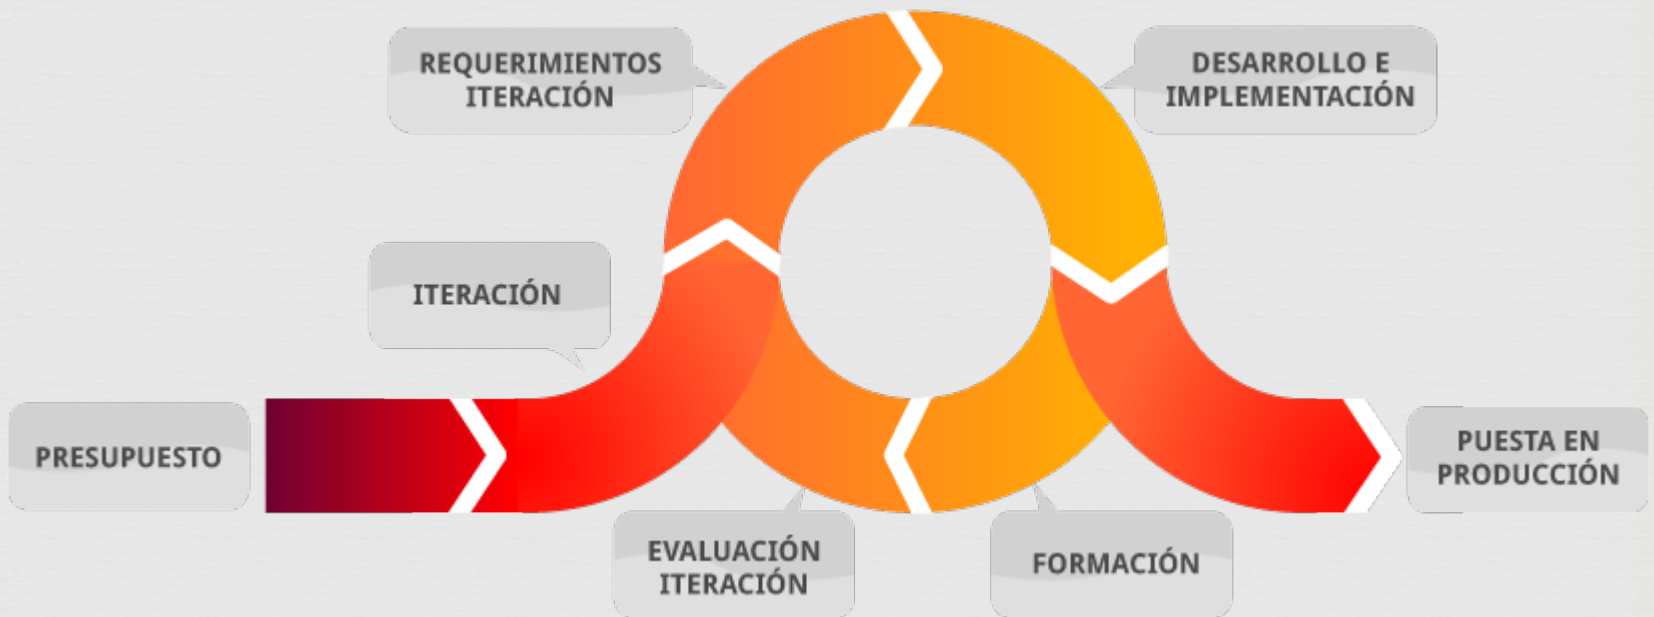 REQUERIMIENTOS
ITERACIÓN
DESARROLLO E
IMPLEMENTACIÓN
ITERACIÓN
PRESUPUESTO
PUESTA EN
PRODUCCIÓN
EVALUACIÓN
ITERACIÓN
FORMACIÓN